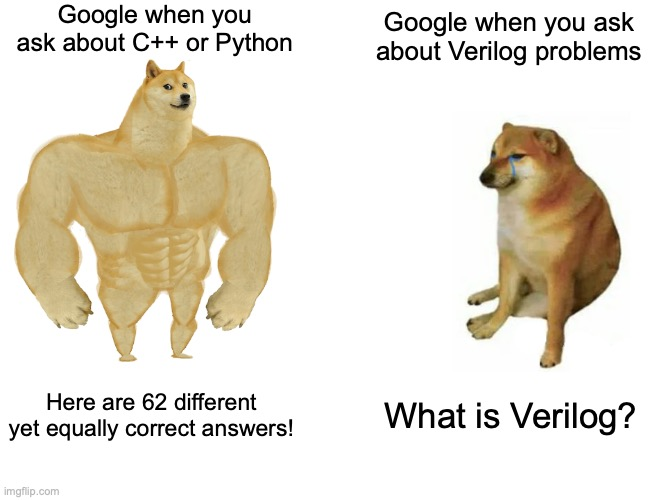 Google when you
ask about C++ or Python
Google when you ask
about Verilog problems
Here are 62 different
yet equally correct answers!
What is Verilog?
imgflip.com